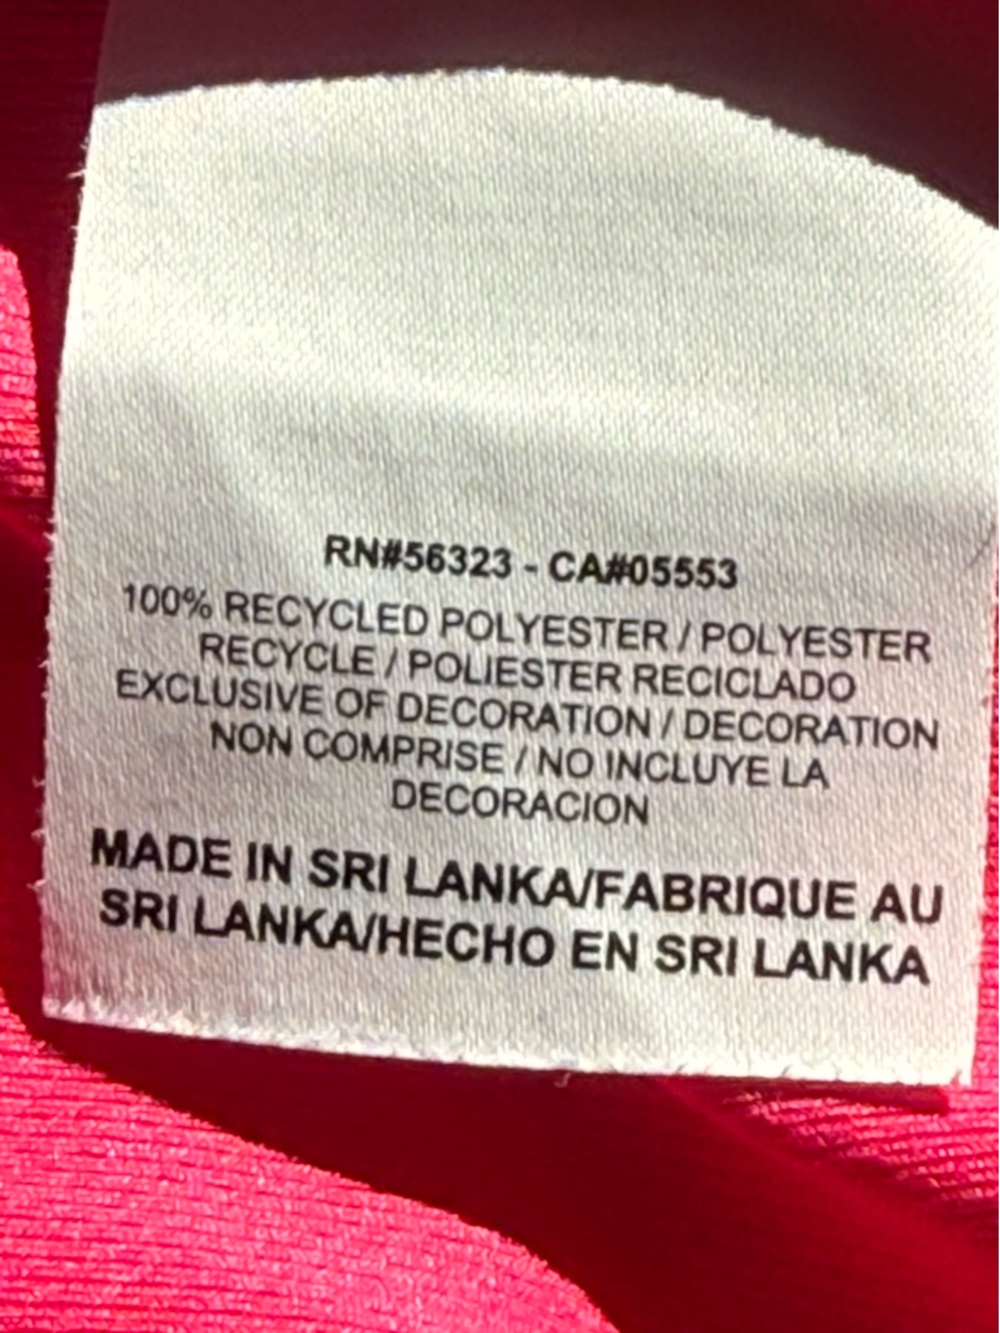 RN#56323 - CA#05553
100% RECYCLED POLYESTER / POLYESTER
RECYCLE / POLIESTER RECICLADO
EXCLUSIVE OF DECORATION / DECORATION
NON COMPRISE / NO INCLUYE LA
DECORACION
MADE IN SRI LANKA/FABRIQUE AU
SRI LANKA/HECHO EN SRI LANKA